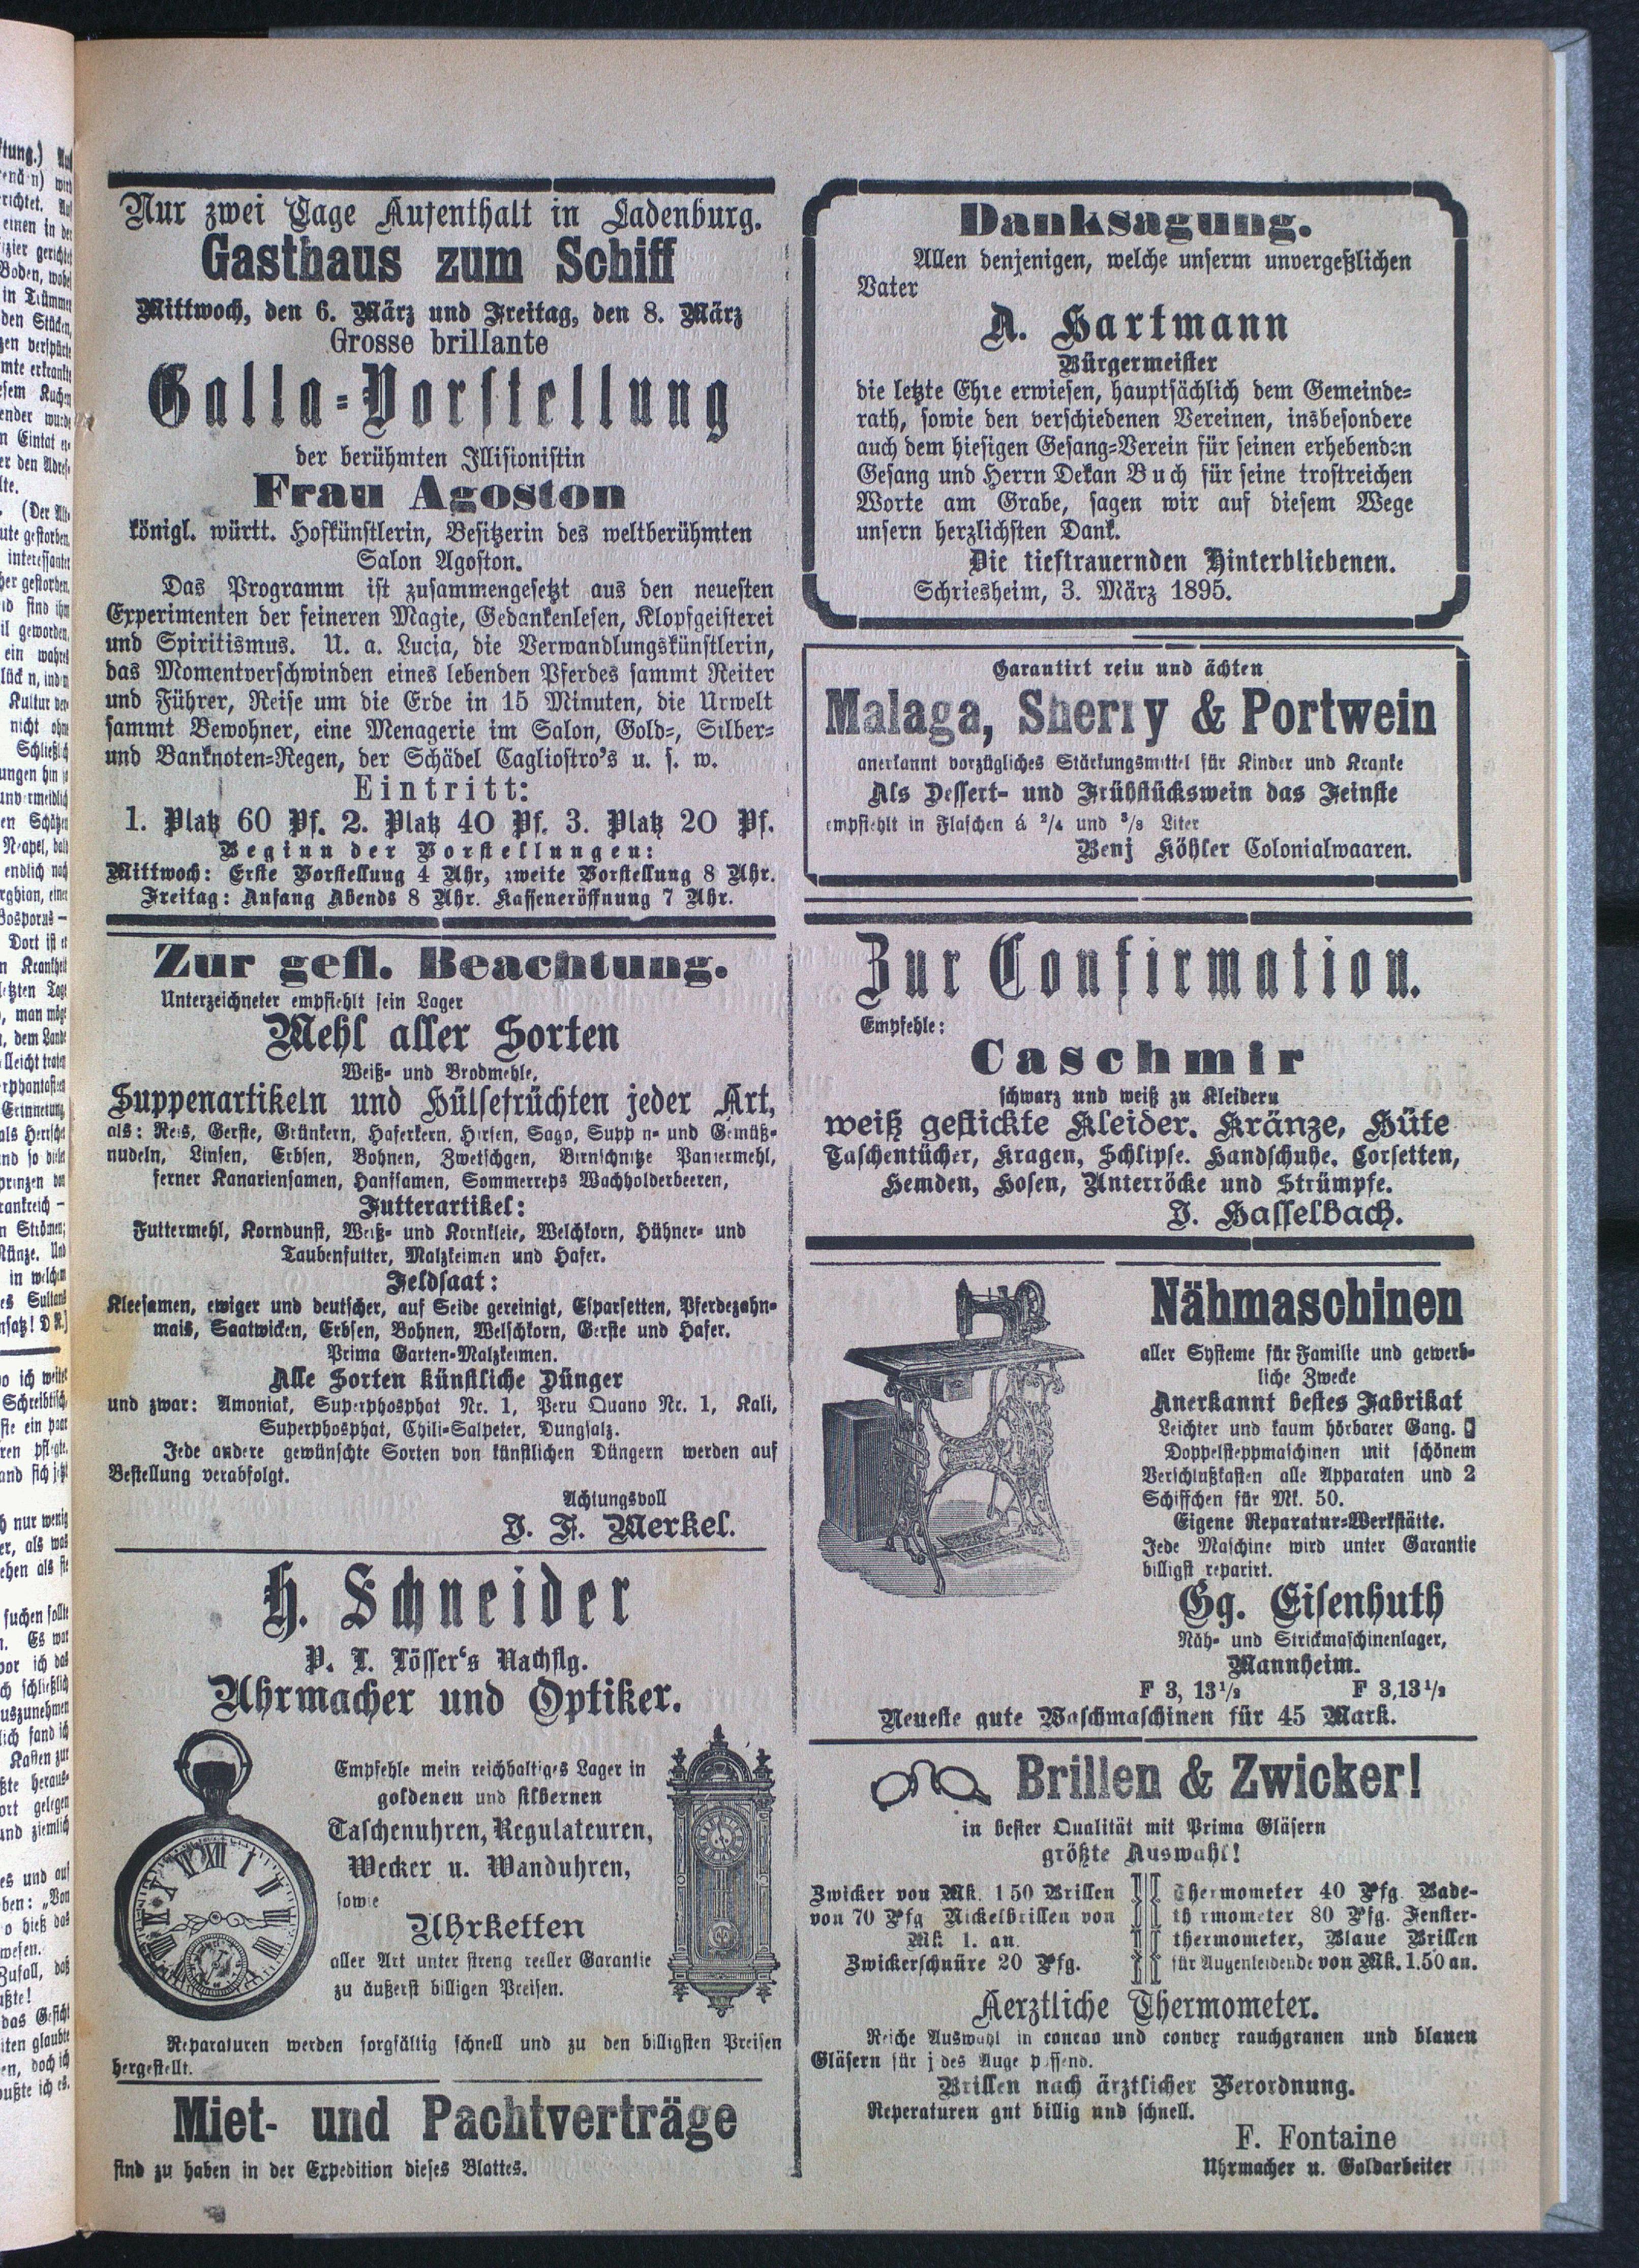 Nur zwei Tage Aufenthalt in Ladenburg.
Gasthaus zum Schiff
Mittwoch, den 6. März und Freitag, den 8. März
Grosse brillante
Galla-Vorstellung
der berühmten Illisionistin
Frau Agoston
königl. württ. Hofkünstlerin, Besitzerin des weltberühmten
Salon Agoston.
Das Programm ist zusammengesetzt aus den neuesten
Experimenten der feineren Magie, Gedankenlesen, Klopfgeisterei
und Spiritismus. U. a. Lucia, die Verwandlungskünstlerin,
das Momentverschwinden eines lebenden Pferdes sammt Reiter
und Führer, Reise um die Erde in 15 Minuten, die Urwelt
sammt Bewohner, eine Menagerie im Salon, Gold-, Silber-
und Banknoten-Regen, der Schädel Cagliostro's u. s. w.
Eintritt:
1. Platz 60 Pf. 2. Platz 40 Pf. 3. Platz 20 Pf.
Beginn der Vorstellungen:
Mittwoch: Erste Vorstellung 4 Uhr, zweite Vorstellung 8 Uhr.
Freitag: Anfang Abends 8 Uhr. Kasseneröffnung 7 Uhr.
Zur gefl. Beachtung.
Unterzeichneter empfiehlt sein Lager
Mehl aller Sorten
Weiß- und Brodmehle,
Suppenartikeln und Hülsefrüchten jeder Art,
als: Reis, Gerste, Grünkern, Haferkern, Hirsen, Sago, Supp n- und Gemüß-
nudeln, Linsen, Erbsen, Bohnen, Zwetschgen, Birnschnitze Paniermehl,
ferner Kanariensamen, Hanfsamen, Sommerreps Wachholderbeeren,
Futterartikel:
Futtermehl, Korndunst, Weiß- und Kornkleie, Welchkorn, Hühner- und
Taubenfutter, Malzkeimen und Hafer.
Feldsaat:
Kleesamen, ewiger und deutscher, auf Seide gereinigt, Esparsetten, Pferdezahn-
mais, Saatwicken, Erbsen, Bohnen, Welschkorn, Gerste und Hafer.
Prima Garten-Malzkeimen.
Alle Sorten künstliche Dünger
und zwar: Amoniak, Superphosphat Nr. 1, Peru Quano Nr. 1, Kali,
Superphosphat, Chili-Salpeter, Dungsalz.
Jede andere gewünschte Sorten von künstlichen Düngern werden auf
Bestellung verabfolgt.
Achtungsvoll
J. F. Merkel.
H. Schneider
P. L. Löffer's Nachflg.
Uhrmacher und Optiker.
Empfehle mein reichhaltiges Lager in
goldenen und silbernen
Taschenuhren, Regulateuren,
Wecker u. Wanduhren,
sowie
Uhrketten
aller Art unter streng reeller Garantie
zu äußerst billigen Preisen.
Reparaturen werden sorgfältig schnell und zu den billigsten Preisen
hergestellt.
Miet- und Pachtverträge
sind zu haben in der Expedition dieses Blattes.
Danksagung.
Allen denjenigen, welche unserm unvergeßlichen
Vater
A. Hartmann
Bürgermeister
die letzte Ehre erwiesen, hauptsächlich dem Gemeinde-
rath, sowie den verschiedenen Vereinen, insbesondere
auch dem hiesigen Gesang-Verein für seinen erhebenden
Gesang und Herrn Dekan Buch für seine trostreichen
Worte am Grabe, sagen wir auf diesem Wege
unsern herzlichsten Dank.
Die tieftrauernden Hinterbliebenen.
Schriesheim, 3. März 1895.
Garantirt rein und ächten
Malaga, Sherry & Portwein
anerkannt vorzügliches Stärkungsmittel für Kinder und Kranke
Als Dessert- und Frühstückswein das Feinste
empfiehlt in Flaschen á ²/₄ und ³/₈ Liter
Benj Köhler Colonialwaaren.
Zur Confirmation.
Empfehle:
Caschmir
schwarz und weiß zu Kleidern
weiß gestickte Kleider. Kränze, Hüte
Taschentücher, Kragen, Schlipse. Handschuhe. Corsetten,
Hemden, Hosen, Unterröcke und Strümpfe.
J. Hasselbach.
Nähmaschinen
aller Systeme für Familie und gewerb-
liche Zwecke
Anerkannt bestes Fabrikat
Leichter und kaum hörbarer Gang.
Doppelsteppmaschinen mit schönem
Verschlußkasten alle Apparaten und 2
Schiffchen für Mk. 50.
Eigene Reparatur-Werkstätte.
Jede Maschine wird unter Garantie
billigst reparirt.
Gg. Eisenhuth
Näh- und Strickmaschinenlager,
Mannheim.
F 3, 13¹/₂ F 3,13¹/₂
Neueste gute Waschmaschinen für 45 Mark.
Brillen & Zwicker!
in bester Qualität mit Prima Gläsern
größte Auswahl!
Zwicker von Mk. 1 50 Brillen
von 70 Pfg Nickelbrillen von
Mk 1. an.
Zwickerschnüre 20 Pfg.
Thermometer 40 Pfg. Bade-
th rmometer 80 Pfg. Fenster-
thermometer, Blaue Brillen
für Augenleidende von Mk. 1.50 an.
Aerztliche Thermometer.
Reiche Auswahl in concao und convex rauchgrauen und blauen
Gläsern für j des Auge p ssend.
Brillen nach ärztlicher Verordnung.
Reperaturen gut billig und schnell.
F. Fontaine
Uhrmacher u. Goldarbeiter